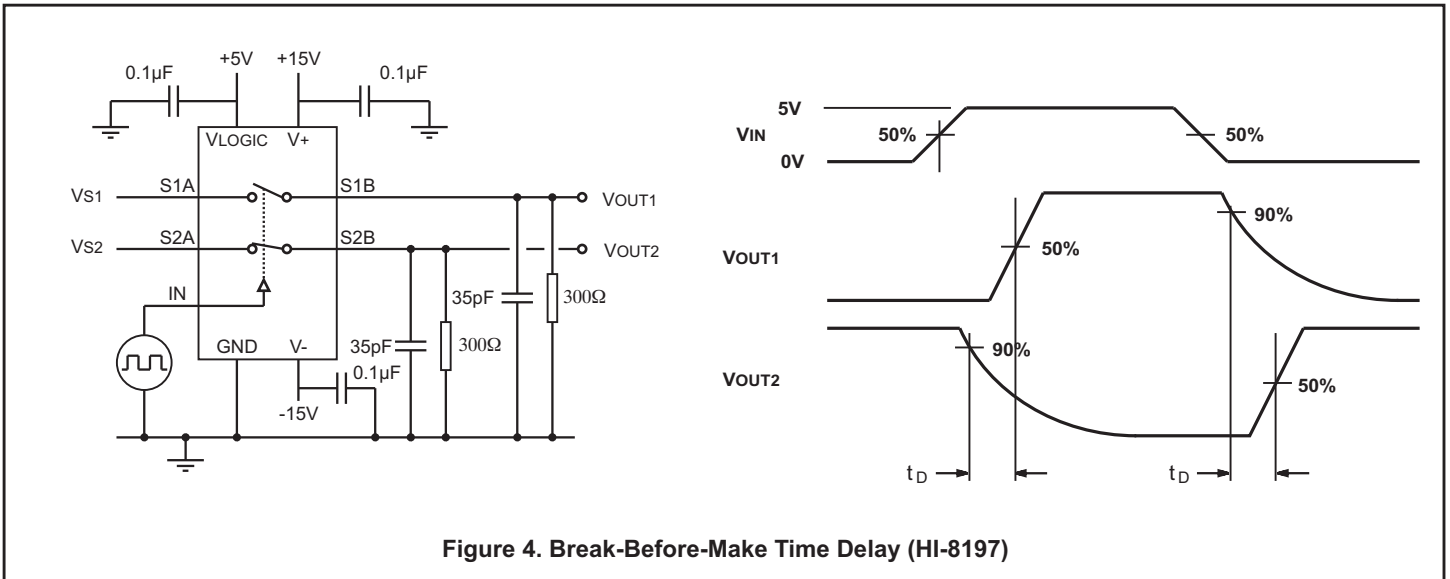 +5V +15V
0.1µF 0.1µF
VLOGIC V+
VS1 S1A S1B VOUT1
VS2 S2A S2B VOUT2
IN
35pF 300Ω
GND V-
35pF 300Ω
0.1µF
-15V
5V
VIN 50% 50%
0V
90%
VOUT1 50%
90%
VOUT2 50%
tD tD
Figure 4. Break-Before-Make Time Delay (HI-8197)